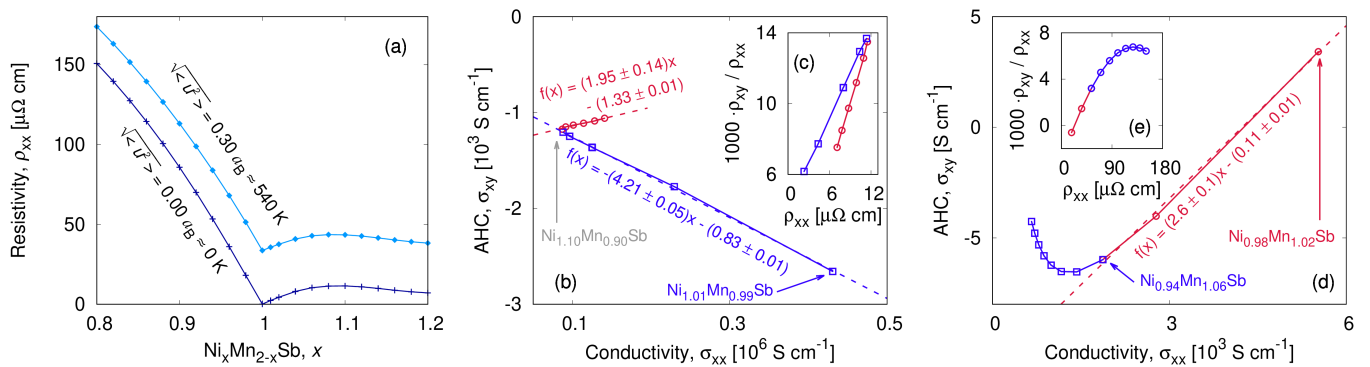 (a)
Resistivity, ρxx [μΩ cm]
150
100
50
0
0.8
0.9
1
1.1
1.2
NixMn2-xSb, x
√< u² > = 0.30 aB ≈ 540 K
√< u² > = 0.00 aB ≈ 0 K
(b)
AHC, σxy [10³ S cm⁻¹]
0
-1
-2
-3
0.1
0.3
0.5
Conductivity, σxx [10⁶ S cm⁻¹]
f(x) = (1.95 ± 0.14)x
- (1.33 ± 0.01)
f(x) = -(4.21 ± 0.05)x - (0.83 ± 0.01)
Ni1.10Mn0.90Sb
Ni1.01Mn0.99Sb
(c)
1000 ·ρxy / ρxx
14
12
10
8
6
0
4
8
12
ρxx [μΩ cm]
(d)
AHC, σxy [S cm⁻¹]
5
0
-5
0
3
6
Conductivity, σxx [10³ S cm⁻¹]
f(x) = (2.6 ± 0.1)x - (0.11 ± 0.01)
Ni0.98Mn1.02Sb
Ni0.94Mn1.06Sb
(e)
1000 ·ρxy / ρxx
8
4
0
0
90
180
ρxx [μΩ cm]